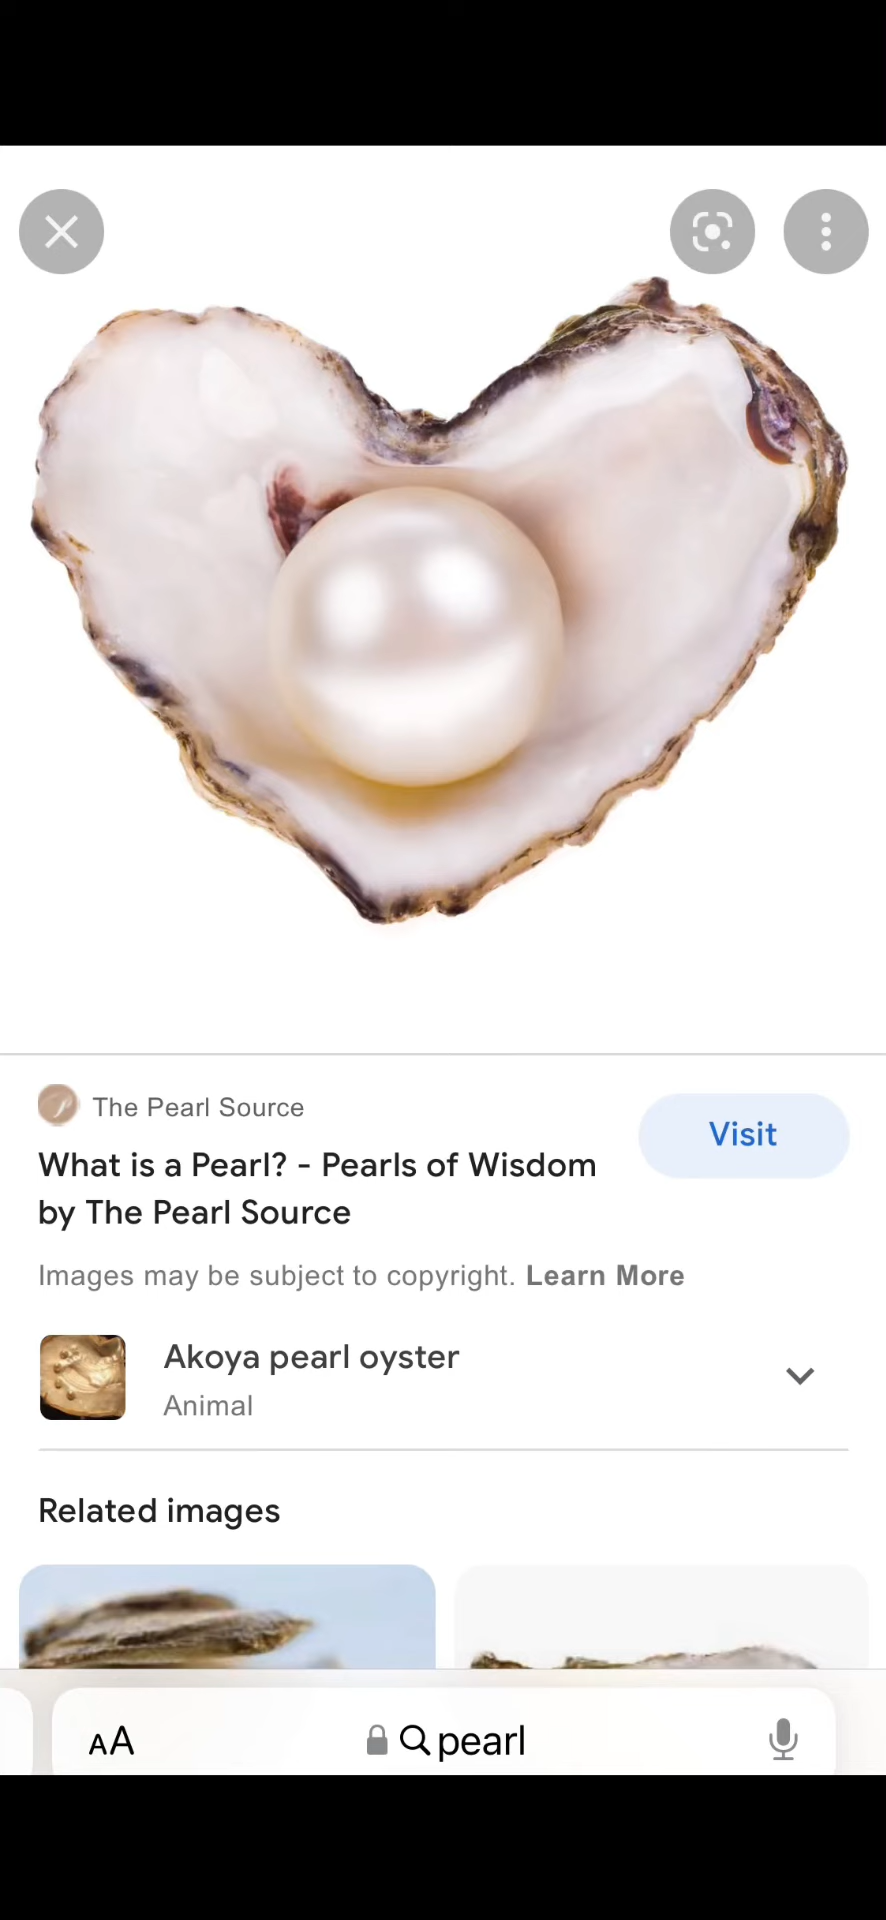 The Pearl Source
Visit
What is a Pearl? - Pearls of Wisdom
by The Pearl Source
Images may be subject to copyright. Learn More
Akoya pearl oyster
Animal
Related images
AA pearl